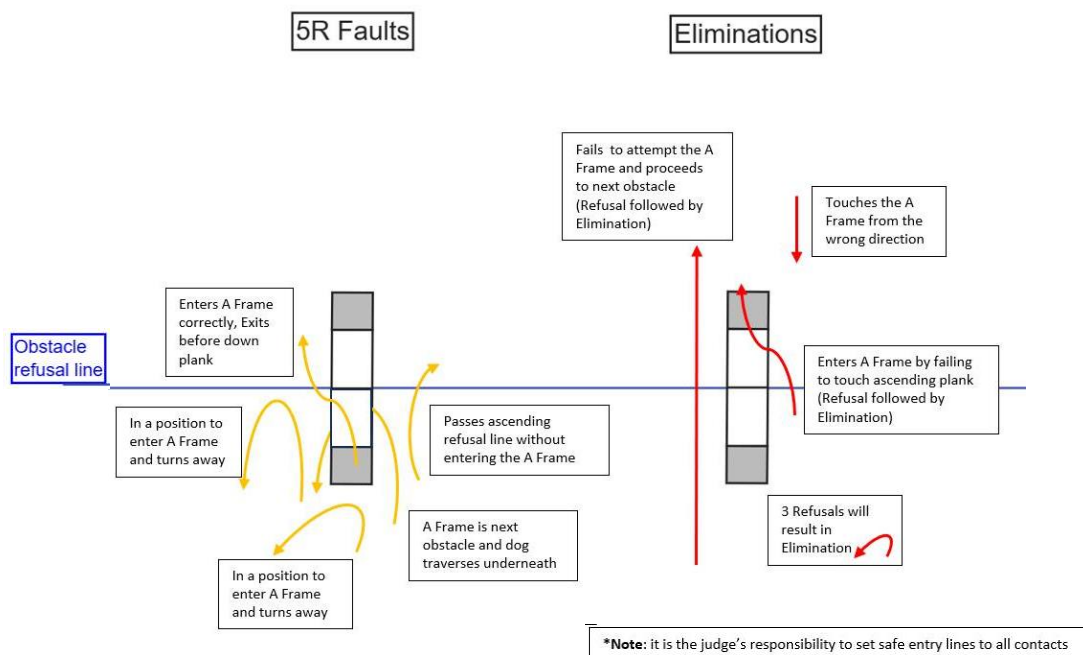 5R Faults
Eliminations
Fails to attempt the A
Frame and proceeds
to next obstacle
(Refusal followed by
Elimination)
Touches the A
Frame from the
wrong direction
Enters A Frame
correctly, Exits
before down
plank
Obstacle
refusal line
Enters A Frame by failing
to touch ascending plank
(Refusal followed by
Elimination)
In a position to
enter A Frame
and turns away
Passes ascending
refusal line without
entering the A Frame
3 Refusals will
result in
Elimination
A Frame is next
obstacle and dog
traverses underneath
In a position to
enter A Frame
and turns away
*Note: it is the judge's responsibility to set safe entry lines to all contacts